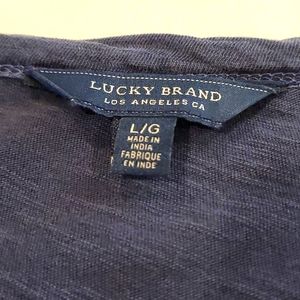 LUCKY BRAND
LOS ANGELES CA
L/G
MADE IN
INDIA
FABRIQUE
EN INDE